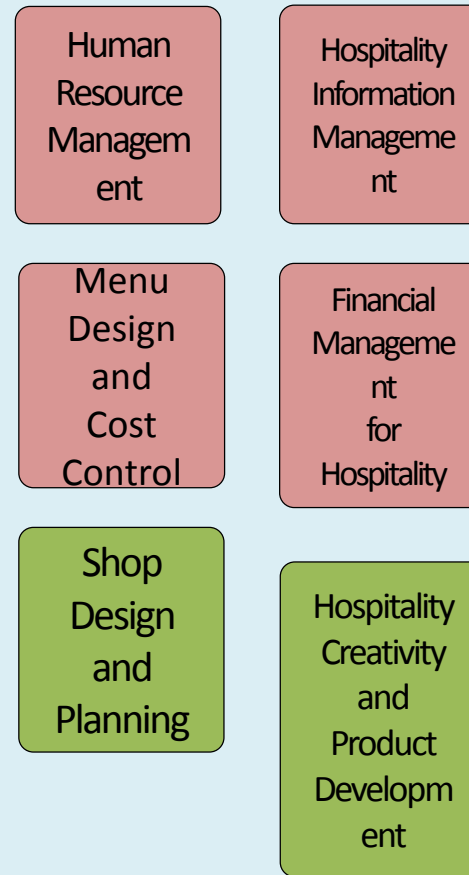 Human
Resource
Managem
ent
Hospitality
Information
Manageme
nt
Menu
Design
and
Cost
Control
Financial
Manageme
nt
for
Hospitality
Shop
Design
and
Planning
Hospitality
Creativity
and
Product
Developm
ent